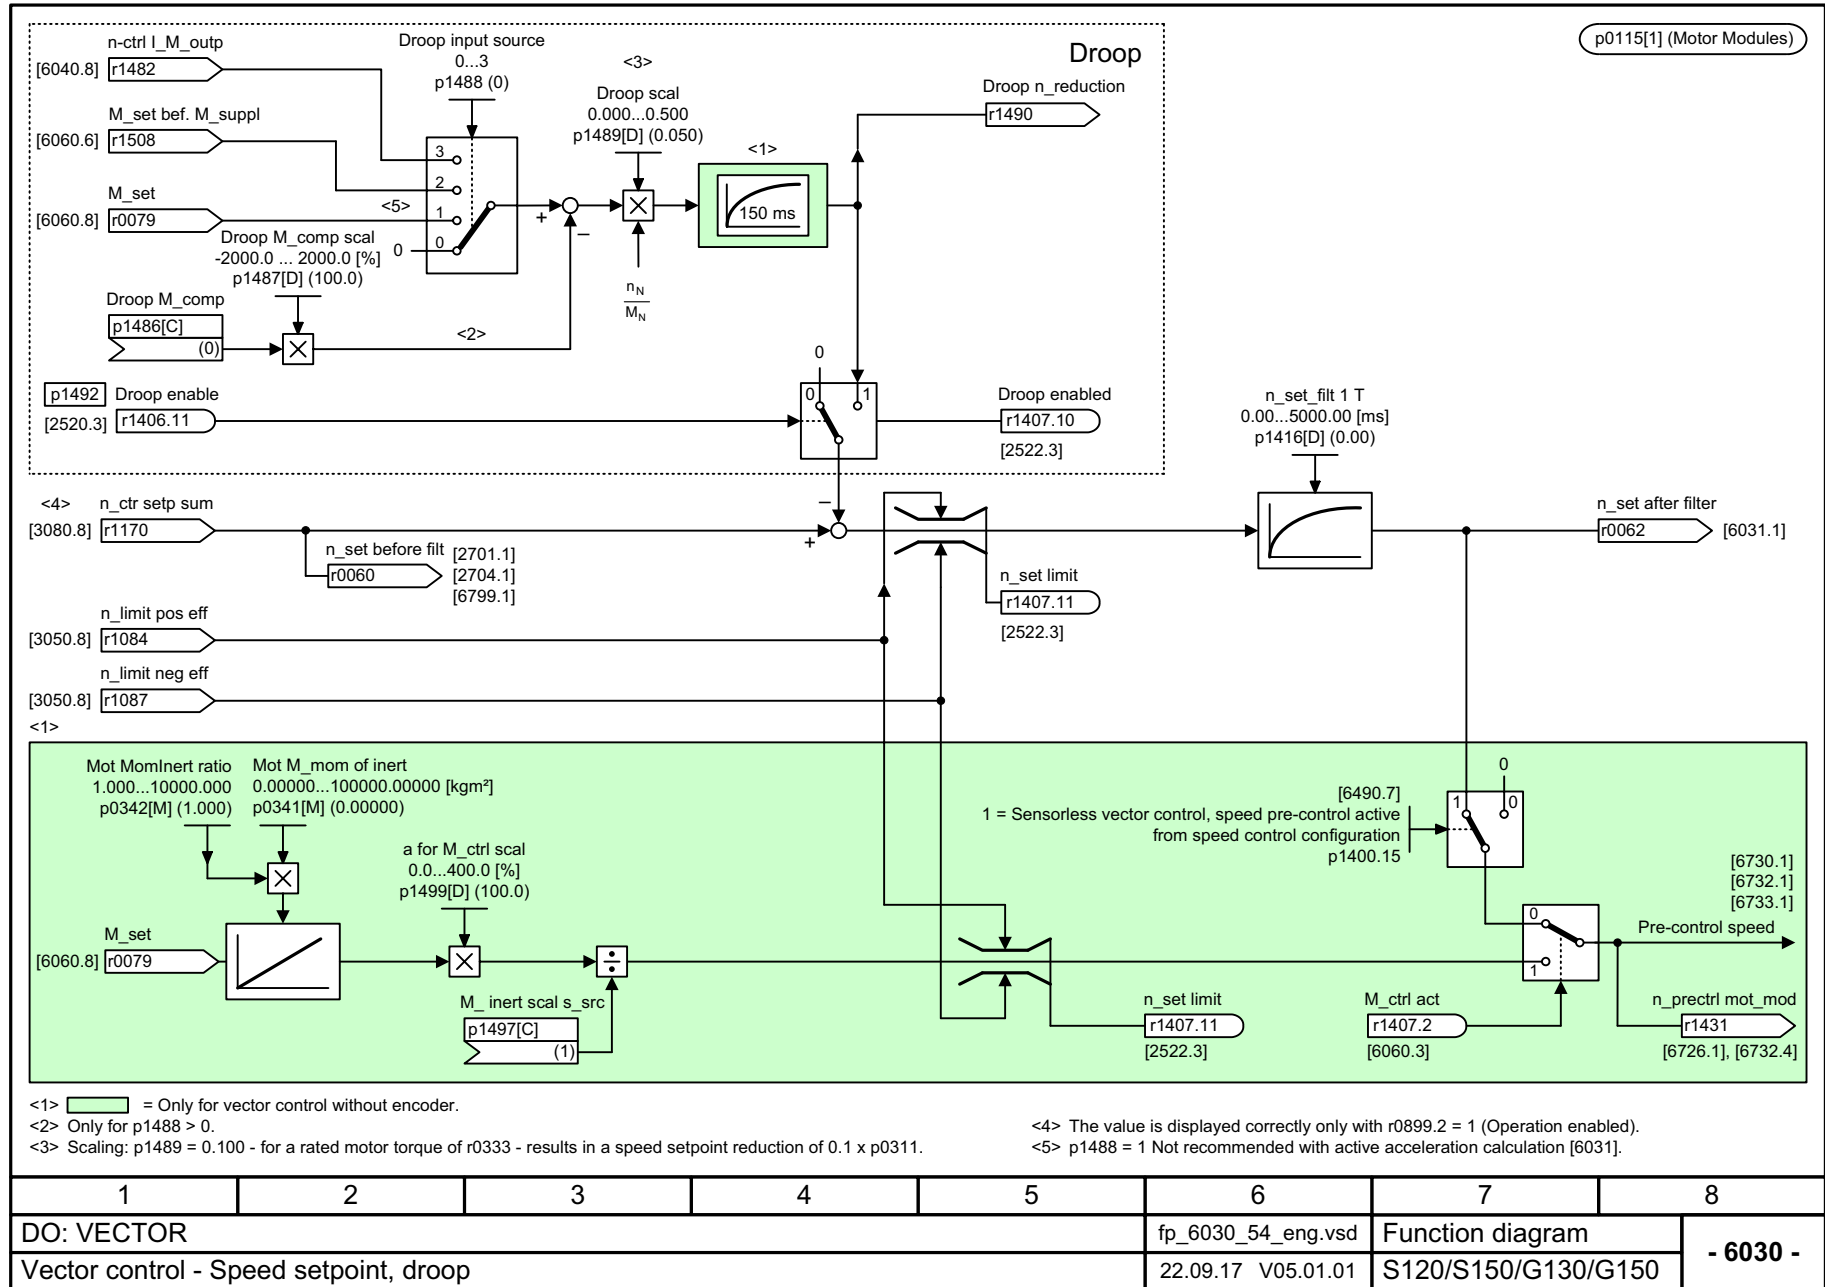 p0115[1] (Motor Modules)
Droop
n-ctrl I_M_outp
[6040.8]
r1482
M_set bef. M_suppl
[6060.6]
r1508
M_set
[6060.8]
r0079
Droop input source
0...3
p1488 (0)
3
2
<5>
1
0
0
<3>
Droop scal
0.000...0.500
p1489[D] (0.050)
+
−
×
n_N
M_N
<1>
150 ms
Droop n_reduction
r1490
Droop M_comp scal
-2000.0 ... 2000.0 [%]
p1487[D] (100.0)
Droop M_comp
p1486[C]
(0)
×
<2>
p1492
Droop enable
[2520.3]
r1406.11
0
0
1
Droop enabled
r1407.10
[2522.3]
n_set_filt 1 T
0.00...5000.00 [ms]
p1416[D] (0.00)
<4>
n_ctr setp sum
[3080.8]
r1170
n_set before filt
r0060
[2701.1]
[2704.1]
[6799.1]
−
+
n_set limit
r1407.11
[2522.3]
n_set after filter
r0062
[6031.1]
n_limit pos eff
[3050.8]
r1084
n_limit neg eff
[3050.8]
r1087
<1>
Mot MomInert ratio
1.000...10000.000
p0342[M] (1.000)
Mot M_mom of inert
0.00000...100000.00000 [kgm²]
p0341[M] (0.00000)
×
a for M_ctrl scal
0.0...400.0 [%]
p1499[D] (100.0)
M_set
[6060.8]
r0079
×
÷
M_ inert scal s_src
p1497[C]
(1)
[6490.7]
1 = Sensorless vector control, speed pre-control active
from speed control configuration
p1400.15
0
1
0
[6730.1]
[6732.1]
[6733.1]
0
1
Pre-control speed
n_set limit
r1407.11
[2522.3]
M_ctrl act
r1407.2
[6060.3]
n_prectrl mot_mod
r1431
[6726.1], [6732.4]
<1> = Only for vector control without encoder.
<2> Only for p1488 > 0.
<3> Scaling: p1489 = 0.100 - for a rated motor torque of r0333 - results in a speed setpoint reduction of 0.1 x p0311.
<4> The value is displayed correctly only with r0899.2 = 1 (Operation enabled).
<5> p1488 = 1 Not recommended with active acceleration calculation [6031].
1 2 3 4 5 6 7 8
DO: VECTOR
fp_6030_54_eng.vsd
Function diagram
- 6030 -
Vector control - Speed setpoint, droop
22.09.17 V05.01.01
S120/S150/G130/G150